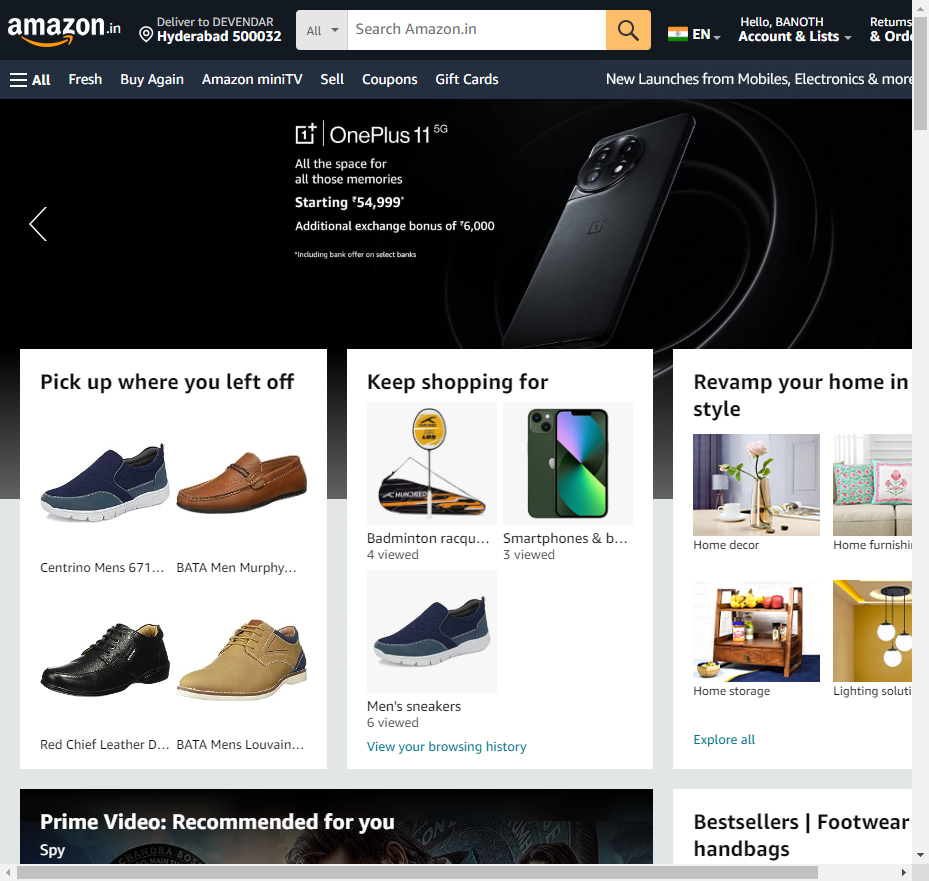 amazon.in
Deliver to DEVENDAR
Hyderabad 500032
All
Search Amazon.in
EN
Hello, BANOTH
Account & Lists
Returns
& Orde
All
Fresh
Buy Again
Amazon miniTV
Sell
Coupons
Gift Cards
New Launches from Mobiles, Electronics & more
OnePlus 11 5G
All the space for
all those memories
Starting ₹54,999*
Additional exchange bonus of ₹6,000
*Including bank offer on select banks
Pick up where you left off
Centrino Mens 671...
BATA Men Murphy...
Red Chief Leather D...
BATA Mens Louvain...
Keep shopping for
HUNDRED
Badminton racqu...
4 viewed
Smartphones & b...
3 viewed
Men's sneakers
6 viewed
View your browsing history
Revamp your home in
style
Home decor
Home furnishin
Home storage
Lighting soluti
Explore all
Prime Video: Recommended for you
Spy
CHANDRA BOS
Bestsellers | Footwear
handbags